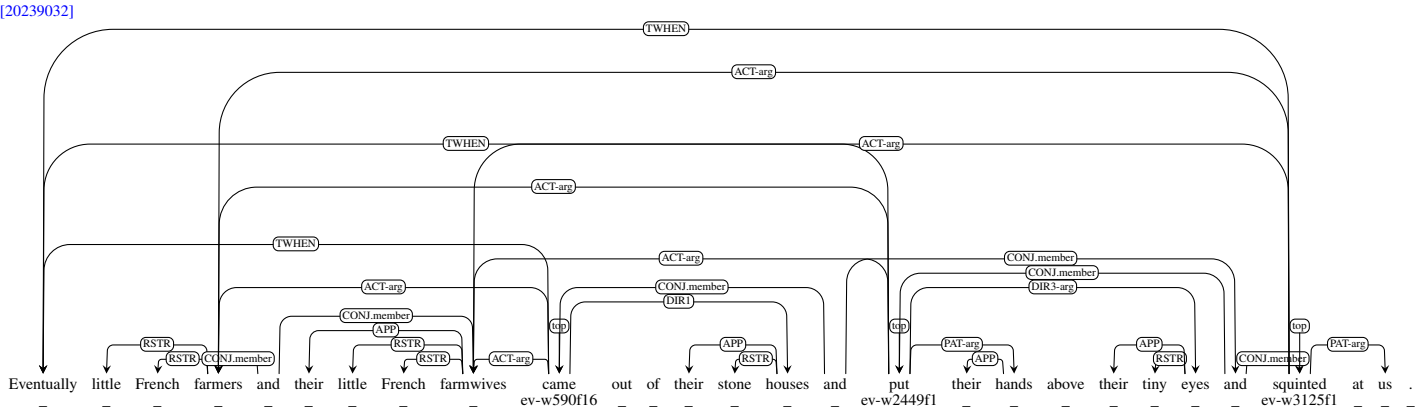 [20239032]
TWHEN
ACT-arg
TWHEN ACT-arg
ACT-arg
TWHEN
ACT-arg CONJ.member
CONJ.member CONJ.member
ACT-arg CONJ.member DIR3-arg
DIR1
CONJ.member
APP top top top
RSTR RSTR APP PAT-arg APP PAT-arg
RSTR CONJ.member RSTR ACT-arg RSTR APP RSTR CONJ.member
Eventually little French farmers and their little French farmwives came out of their stone houses and put their hands above their tiny eyes and squinted at us .
_ _ _ _ _ _ _ _ _ ev-w590f16 _ _ _ _ _ _ ev-w2449f1 _ _ _ _ _ _ _ ev-w3125f1 _ _ _